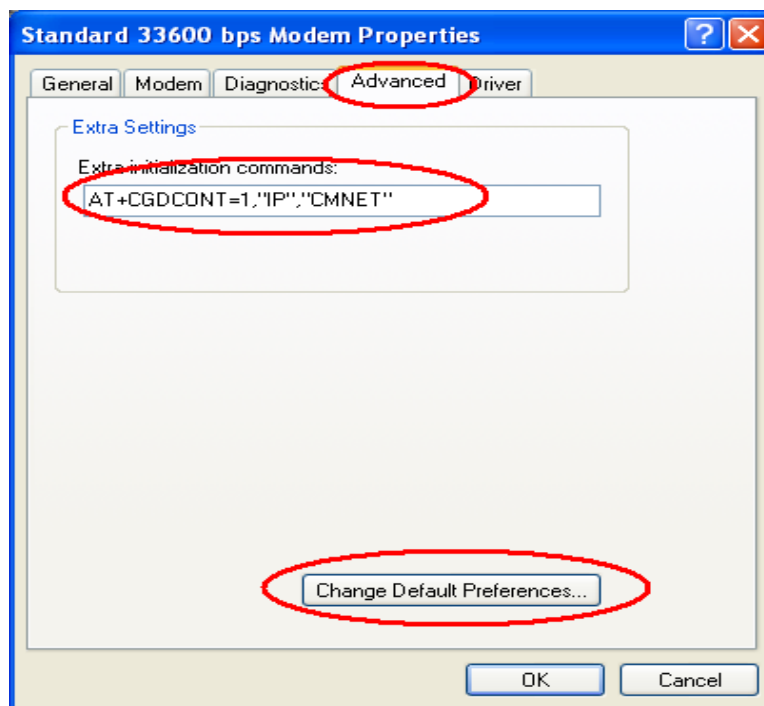 Standard 33600 bps Modem Properties
General Modem Diagnostics Advanced Driver
Extra Settings
Extra initialization commands:
AT+CGDCONT=1,"IP","CMNET"
Change Default Preferences...
OK Cancel